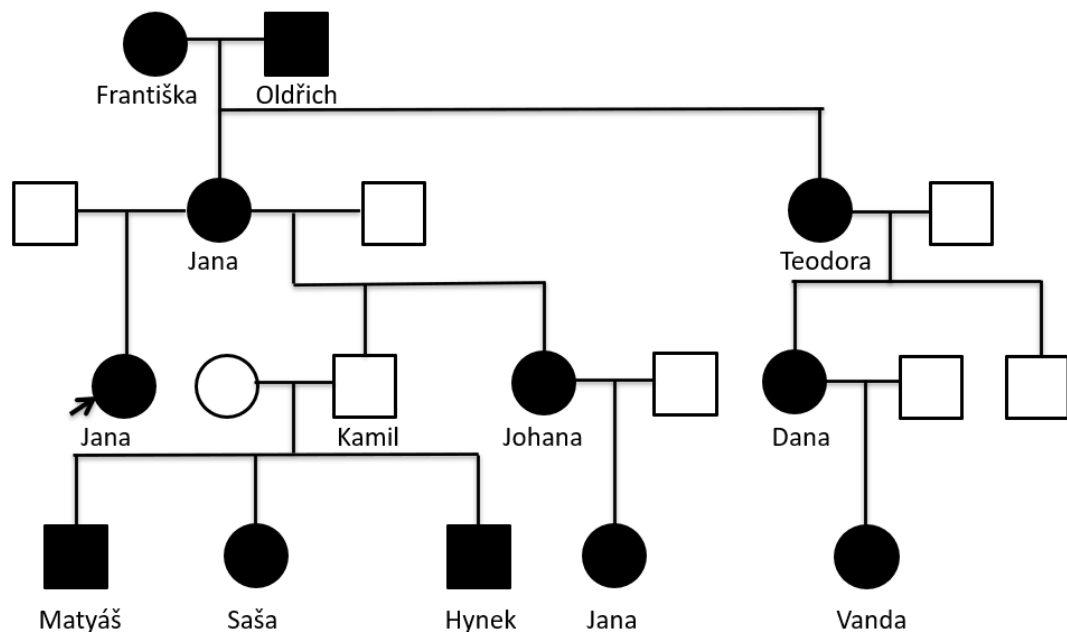 Františka
Oldřich
Jana
Teodora
Jana
Kamil
Johana
Dana
Matyáš
Saša
Hynek
Jana
Vanda